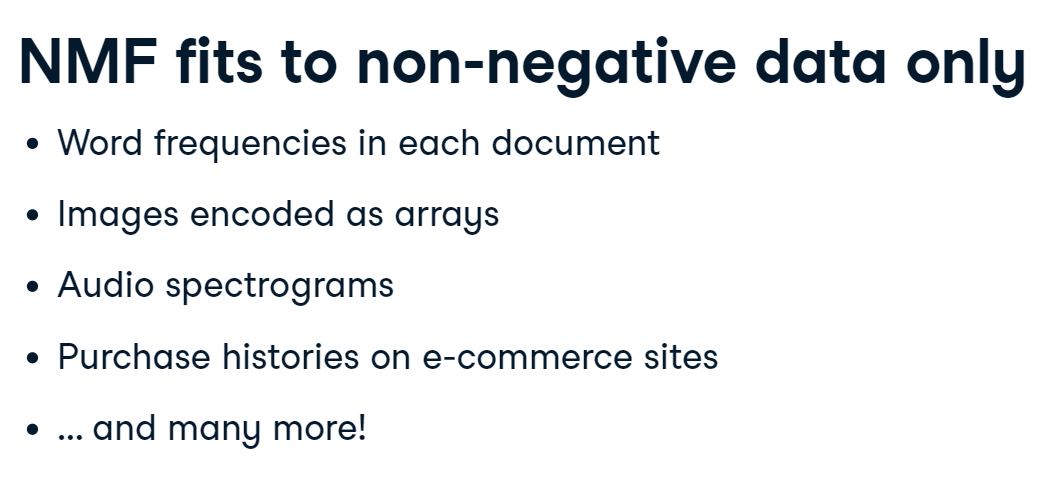 NMF fits to non-negative data only
• Word frequencies in each document
• Images encoded as arrays
• Audio spectrograms
• Purchase histories on e-commerce sites
• ... and many more!